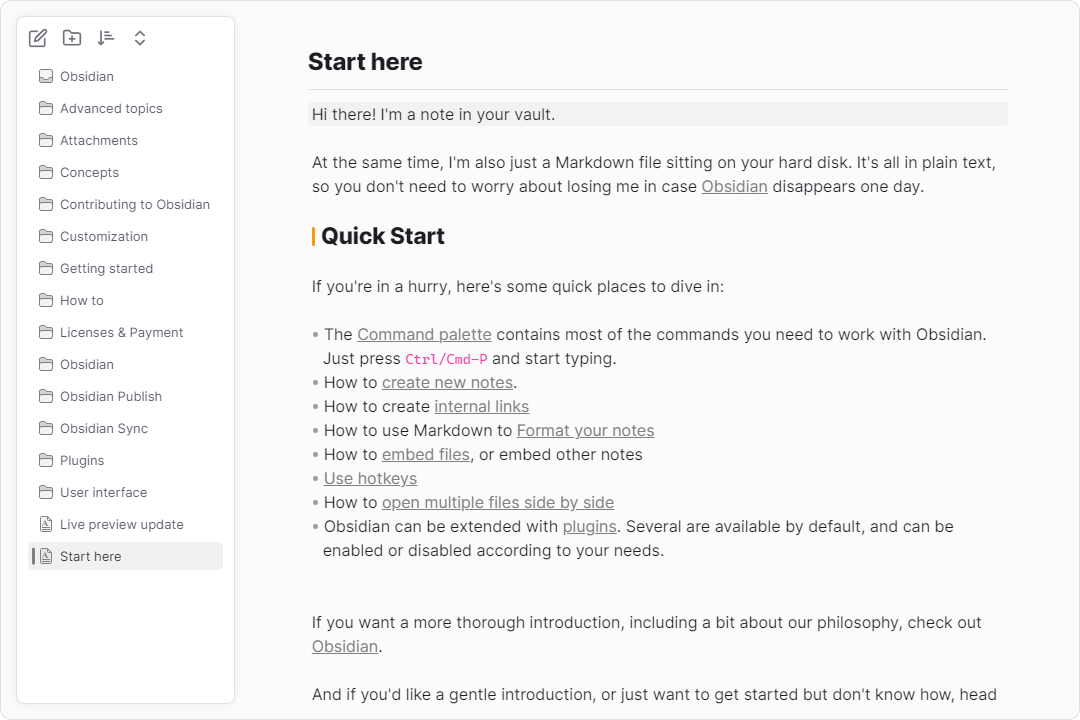 Obsidian
Advanced topics
Attachments
Concepts
Contributing to Obsidian
Customization
Getting started
How to
Licenses & Payment
Obsidian
Obsidian Publish
Obsidian Sync
Plugins
User interface
Live preview update
Start here
Start here
Hi there! I'm a note in your vault.
At the same time, I'm also just a Markdown file sitting on your hard disk. It's all in plain text,
so you don't need to worry about losing me in case Obsidian disappears one day.
Quick Start
If you're in a hurry, here's some quick places to dive in:
• The Command palette contains most of the commands you need to work with Obsidian.
Just press Ctrl/Cmd-P and start typing.
• How to create new notes.
• How to create internal links
• How to use Markdown to Format your notes
• How to embed files, or embed other notes
• Use hotkeys
• How to open multiple files side by side
• Obsidian can be extended with plugins. Several are available by default, and can be
enabled or disabled according to your needs.
If you want a more thorough introduction, including a bit about our philosophy, check out
Obsidian.
And if you'd like a gentle introduction, or just want to get started but don't know how, head